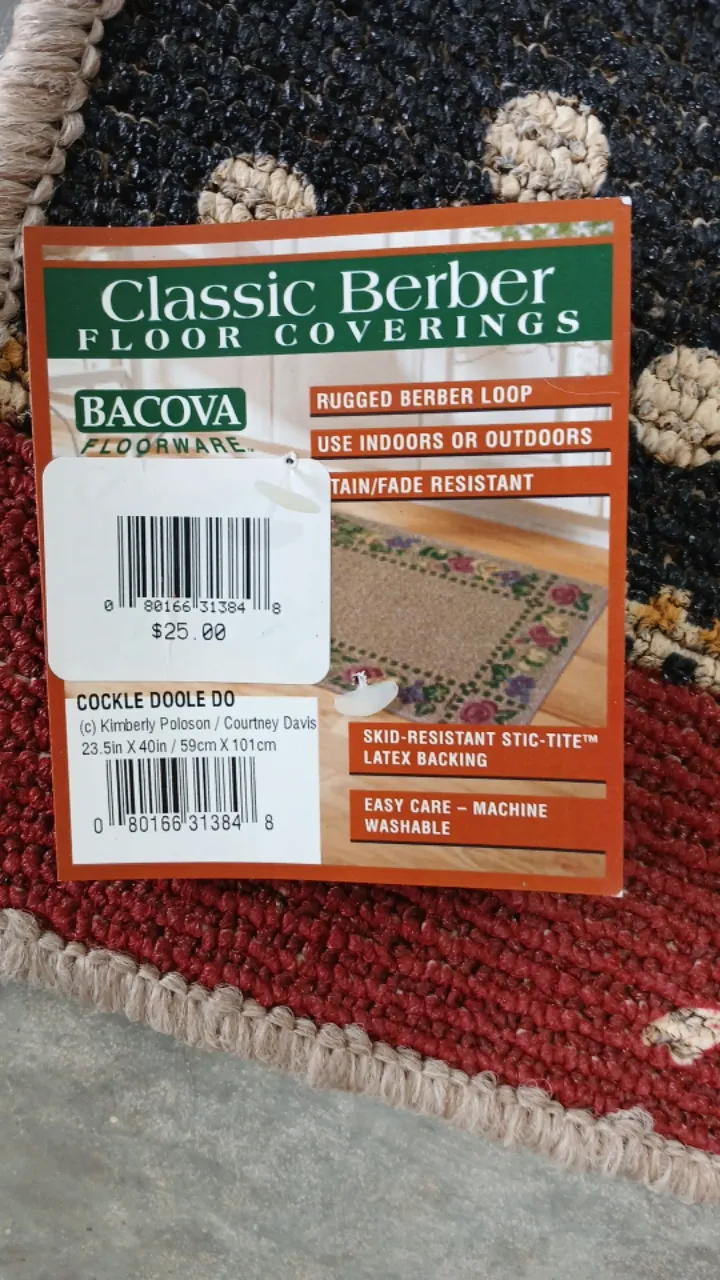 Classic Berber
FLOOR COVERINGS
BACOVA
FLOORWARE™
RUGGED BERBER LOOP
USE INDOORS OR OUTDOORS
TAIN/FADE RESISTANT
0 80166 31384 8
$25.00
COCKLE DOOLE DO
(c) Kimberly Poloson / Courtney Davis
23.5in X 40in / 59cm X 101cm
0 80166 31384 8
SKID-RESISTANT STIC-TITE™
LATEX BACKING
EASY CARE – MACHINE
WASHABLE